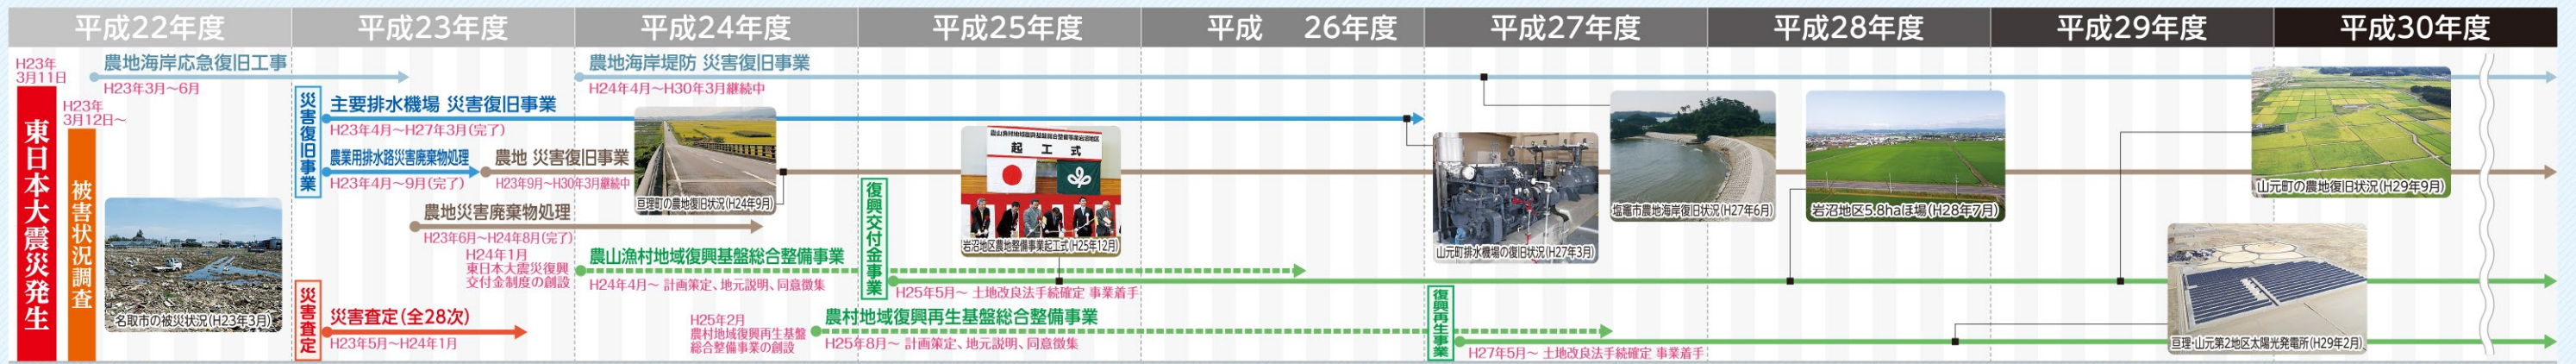 平成22年度
平成23年度
平成24年度
平成25年度
平成 26年度
平成27年度
平成28年度
平成29年度
平成30年度
H23年
3月11日
東日本大震災発生
H23年
3月12日～
被害状況調査
農地海岸応急復旧工事
H23年3月～6月
名取市の被災状況(H23年3月)
災害復旧事業
主要排水機場 災害復旧事業
H23年4月～H27年3月(完了)
農業用排水路災害廃棄物処理
H23年4月～9月(完了)
農地 災害復旧事業
H23年9月～H30年3月継続中
農地災害廃棄物処理
H23年6月～H24年8月(完了)
H24年1月
東日本大震災復興
交付金制度の創設
災害査定
災害査定(全28次)
H23年5月～H24年1月
農地海岸堤防 災害復旧事業
H24年4月～H30年3月継続中
亘理町の農地復旧状況(H24年9月)
農山漁村地域復興基盤総合整備事業
H24年4月～ 計画策定、地元説明、同意徴集
H25年2月
農村地域復興再生基盤
総合整備事業の創設
農村地域復興再生基盤総合整備事業
H25年8月～ 計画策定、地元説明、同意徴集
復興交付金事業
H25年5月～ 土地改良法手続確定 事業着手
農山漁村地域復興基盤総合整備事業岩沼地区
起工式
岩沼地区農地整備事業起工式(H25年12月)
山元町排水機場の復旧状況(H27年3月)
復興再生事業
H27年5月～ 土地改良法手続確定 事業着手
塩竈市農地海岸復旧状況(H27年6月)
岩沼地区5.8haほ場(H28年7月)
山元町の農地復旧状況(H29年9月)
亘理・山元第2地区太陽光発電所(H29年2月)